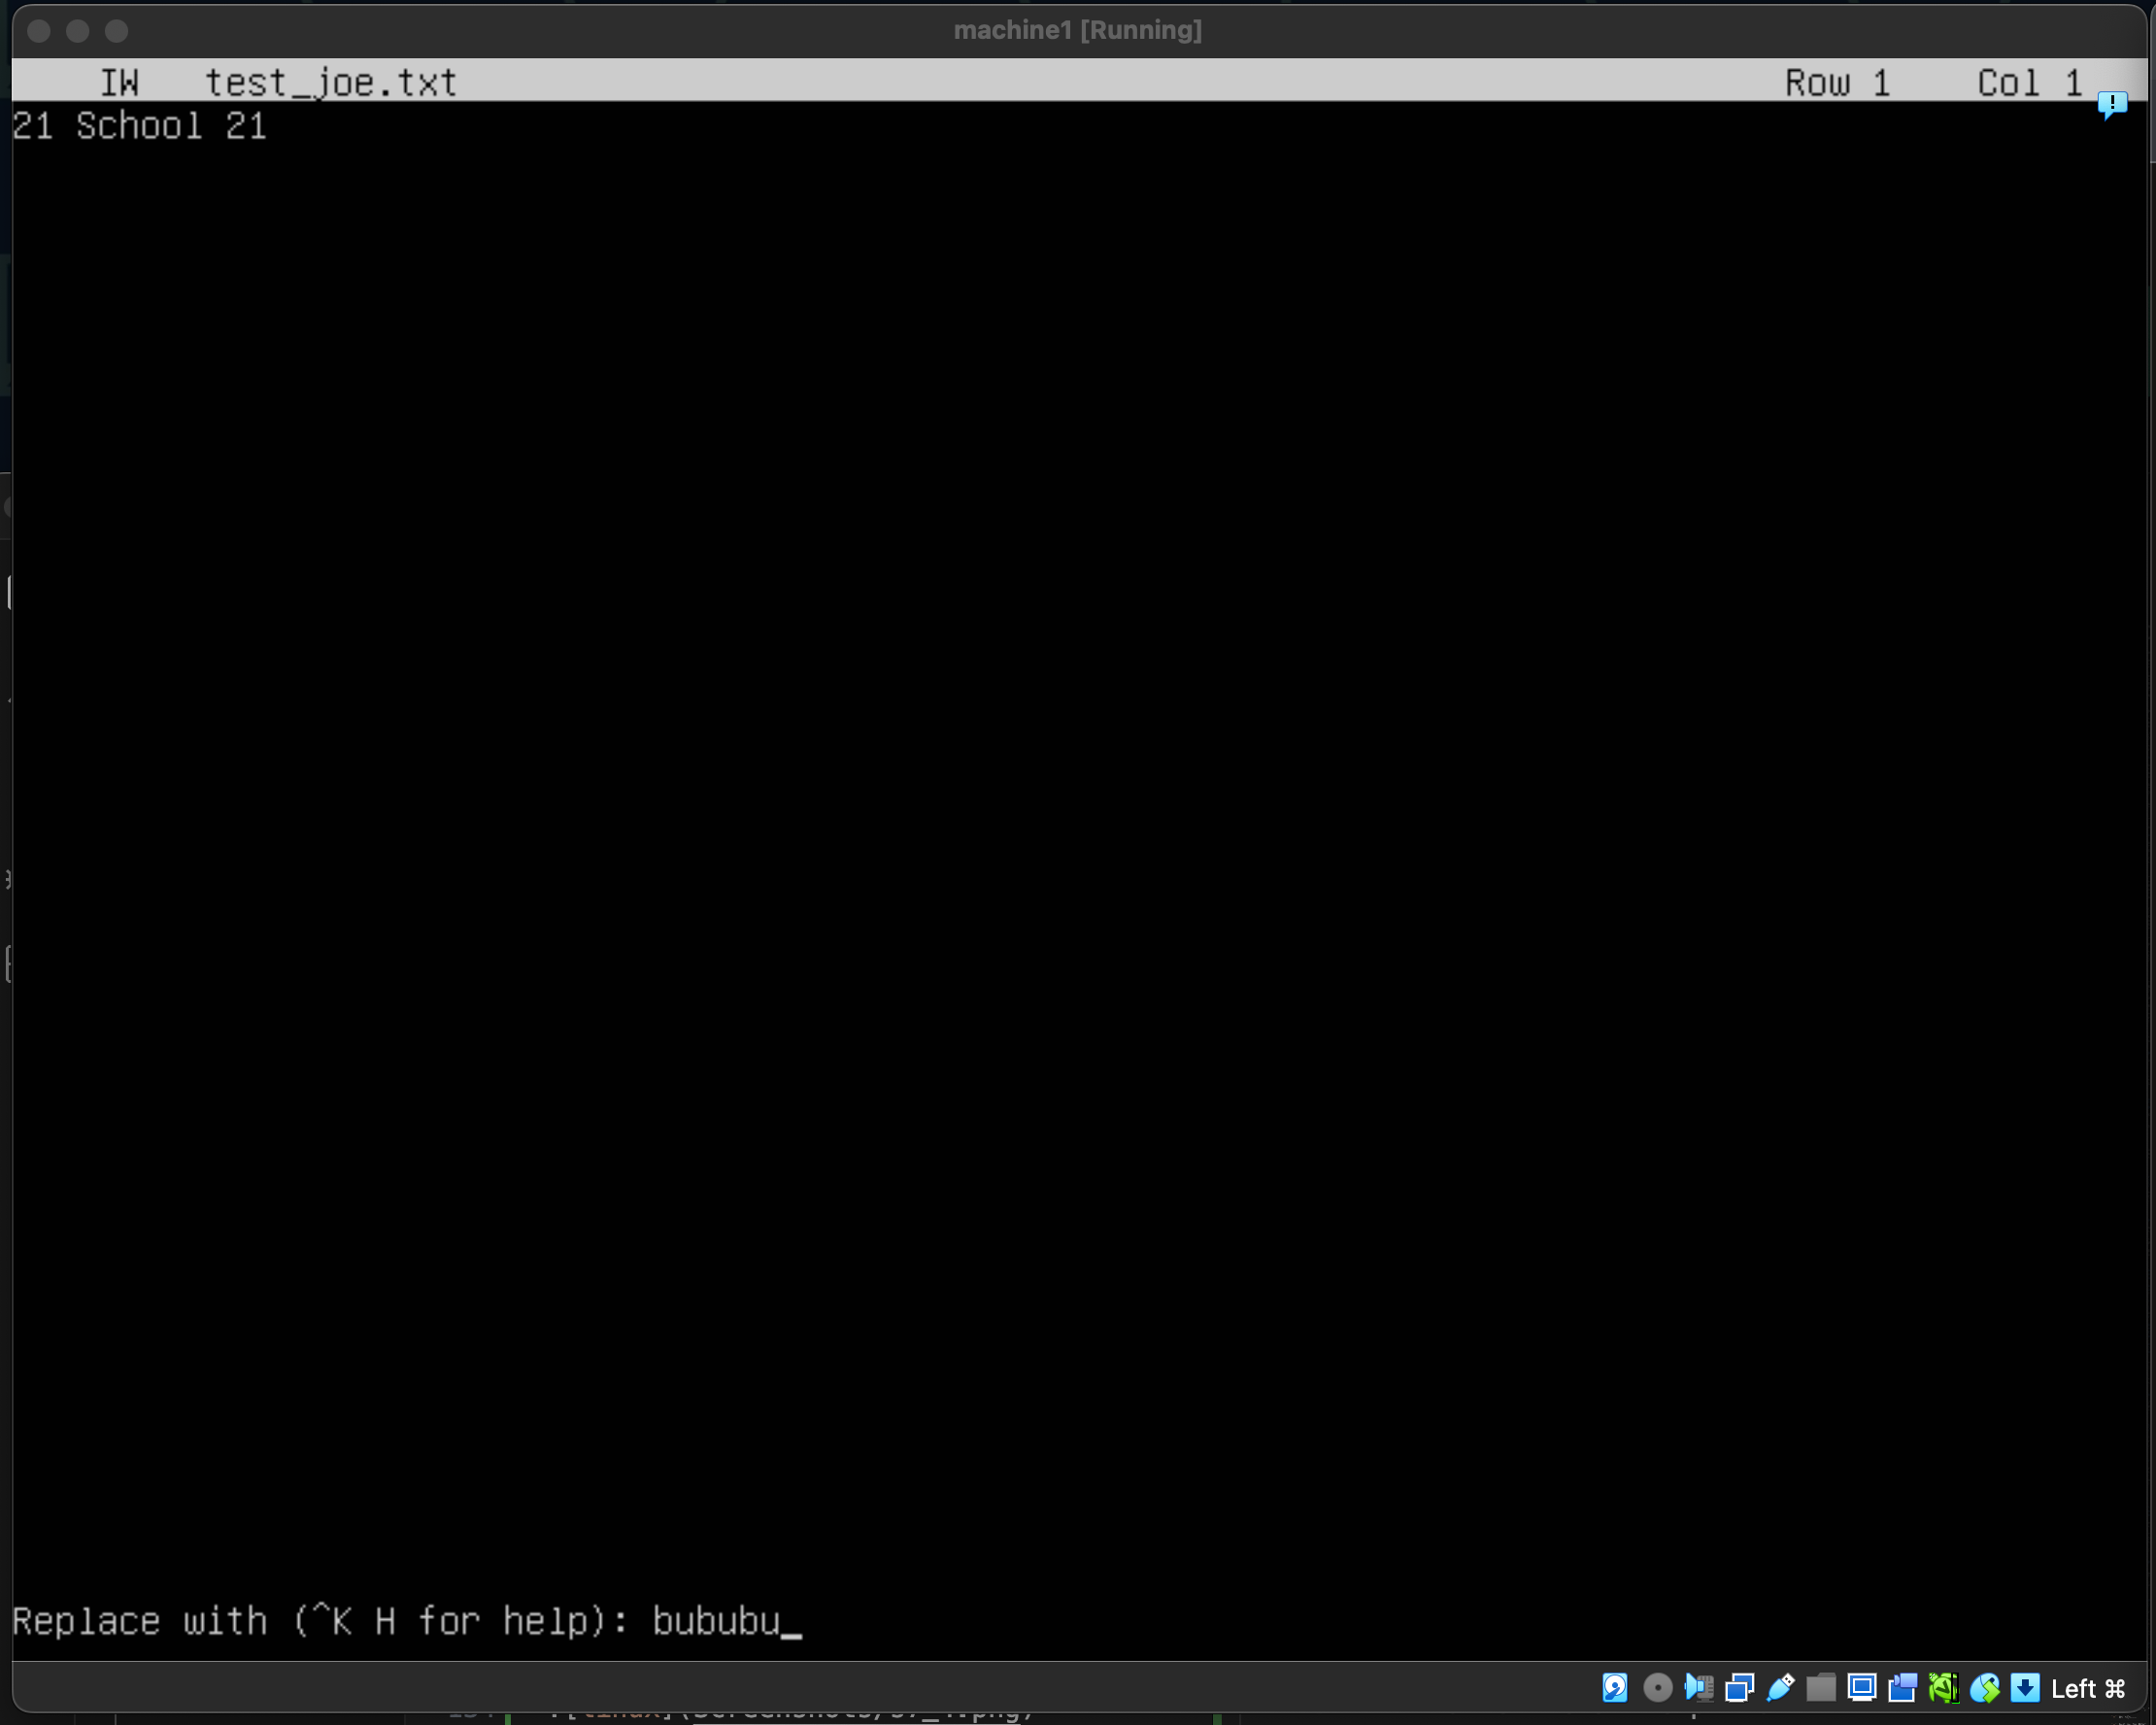 machine1 [Running]
IW test_joe.txt Row 1 Col 1
21 School 21
Replace with (^K H for help): bububu_
Left ⌘